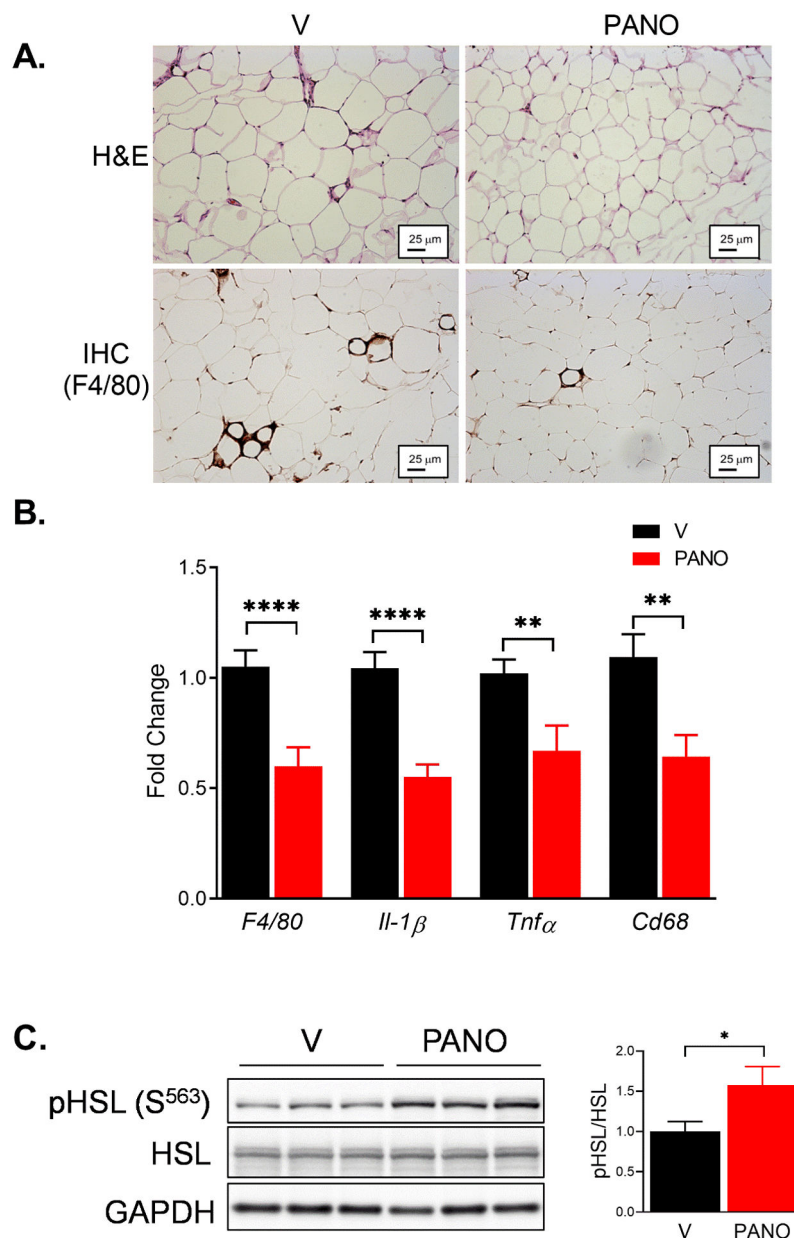 V PANO
A.
H&E
25 μm 25 μm
IHC
(F4/80)
25 μm 25 μm
B.
V
PANO
1.5
1.0
0.5
0.0
Fold Change
**** **** ** **
F4/80 Il-1β Tnfα Cd68
C.
V PANO
pHSL (S563)
HSL
GAPDH
*
2.0
1.5
1.0
0.5
0.0
pHSL/HSL
V PANO